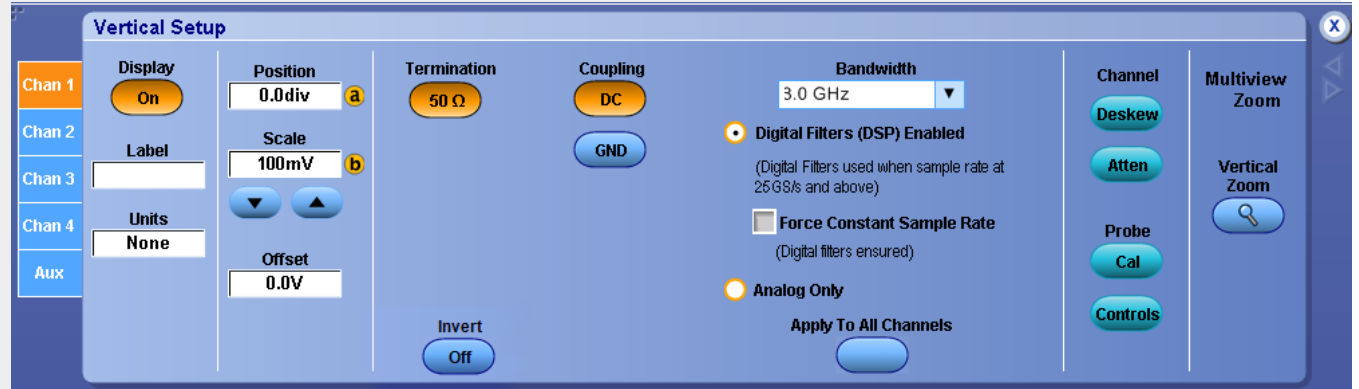 Vertical Setup
X
Chan 1
Chan 2
Chan 3
Chan 4
Aux
Display
On
Label
Units
None
Position
0.0div
a
Scale
100mV
b
Offset
0.0V
Termination
50 Ω
Invert
Off
Coupling
DC
GND
Bandwidth
3.0 GHz
Digital Filters (DSP) Enabled
(Digital Filters used when sample rate at
25GS/s and above)
Force Constant Sample Rate
(Digital filters ensured)
Analog Only
Apply To All Channels
Channel
Deskew
Atten
Probe
Cal
Controls
Multiview
Zoom
Vertical
Zoom